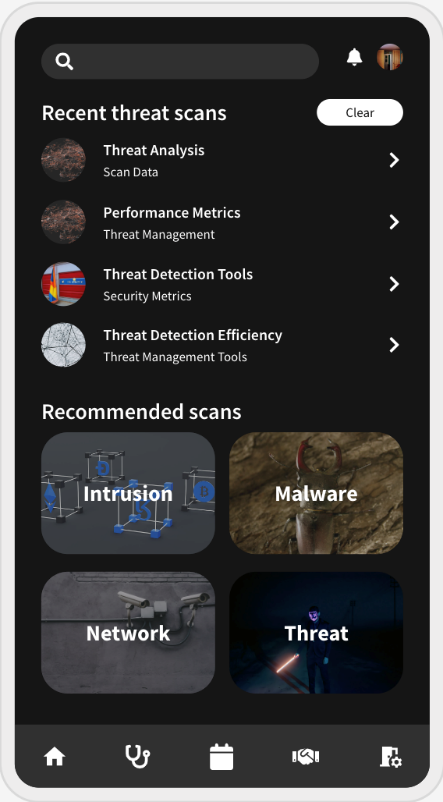 Recent threat scans
Clear
Threat Analysis
Scan Data
Performance Metrics
Threat Management
Threat Detection Tools
Security Metrics
Threat Detection Efficiency
Threat Management Tools
Recommended scans
Intrusion
Malware
Network
Threat